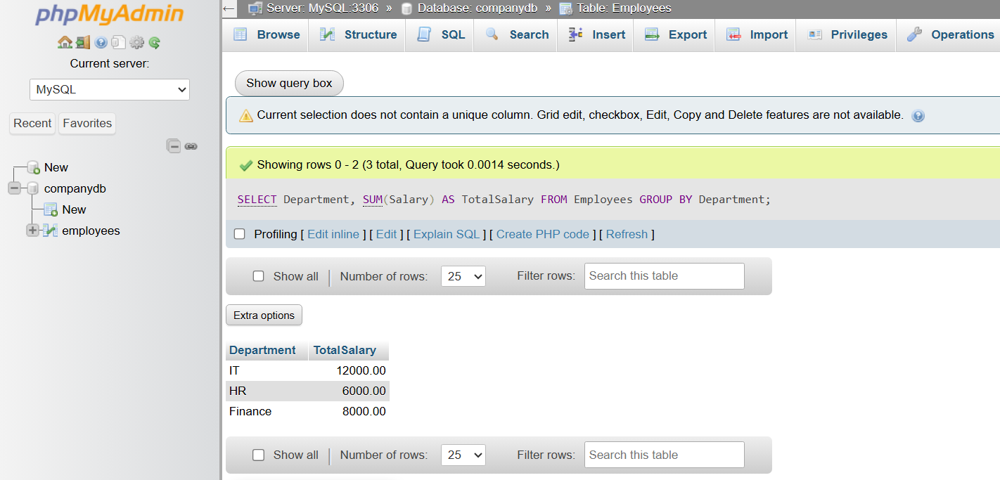 phpMyAdmin
Current server:
MySQL
Recent Favorites
New
companydb
New
employees
Server: MySQL:3306 » Database: companydb » Table: Employees
Browse Structure SQL Search Insert Export Import Privileges Operations
Show query box
Current selection does not contain a unique column. Grid edit, checkbox, Edit, Copy and Delete features are not available.
Showing rows 0 - 2 (3 total, Query took 0.0014 seconds.)
SELECT Department, SUM(Salary) AS TotalSalary FROM Employees GROUP BY Department;
Profiling [ Edit inline ] [ Edit ] [ Explain SQL ] [ Create PHP code ] [ Refresh ]
Show all | Number of rows: 25 Filter rows: Search this table
Extra options
Department TotalSalary
IT 12000.00
HR 6000.00
Finance 8000.00
Show all | Number of rows: 25 Filter rows: Search this table